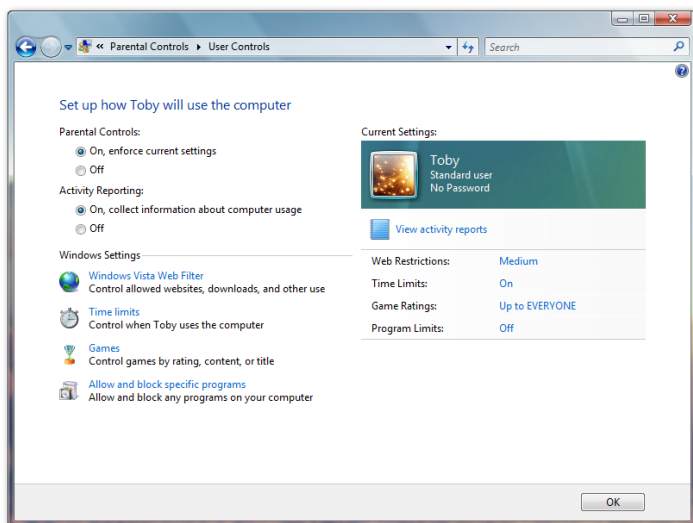 « Parental Controls ▸ User Controls
Search
Set up how Toby will use the computer
Parental Controls:
On, enforce current settings
Off
Activity Reporting:
On, collect information about computer usage
Off
Windows Settings
Windows Vista Web Filter
Control allowed websites, downloads, and other use
Time limits
Control when Toby uses the computer
Games
Control games by rating, content, or title
Allow and block specific programs
Allow and block any programs on your computer
Current Settings:
Toby
Standard user
No Password
View activity reports
Web Restrictions: Medium
Time Limits: On
Game Ratings: Up to EVERYONE
Program Limits: Off
OK